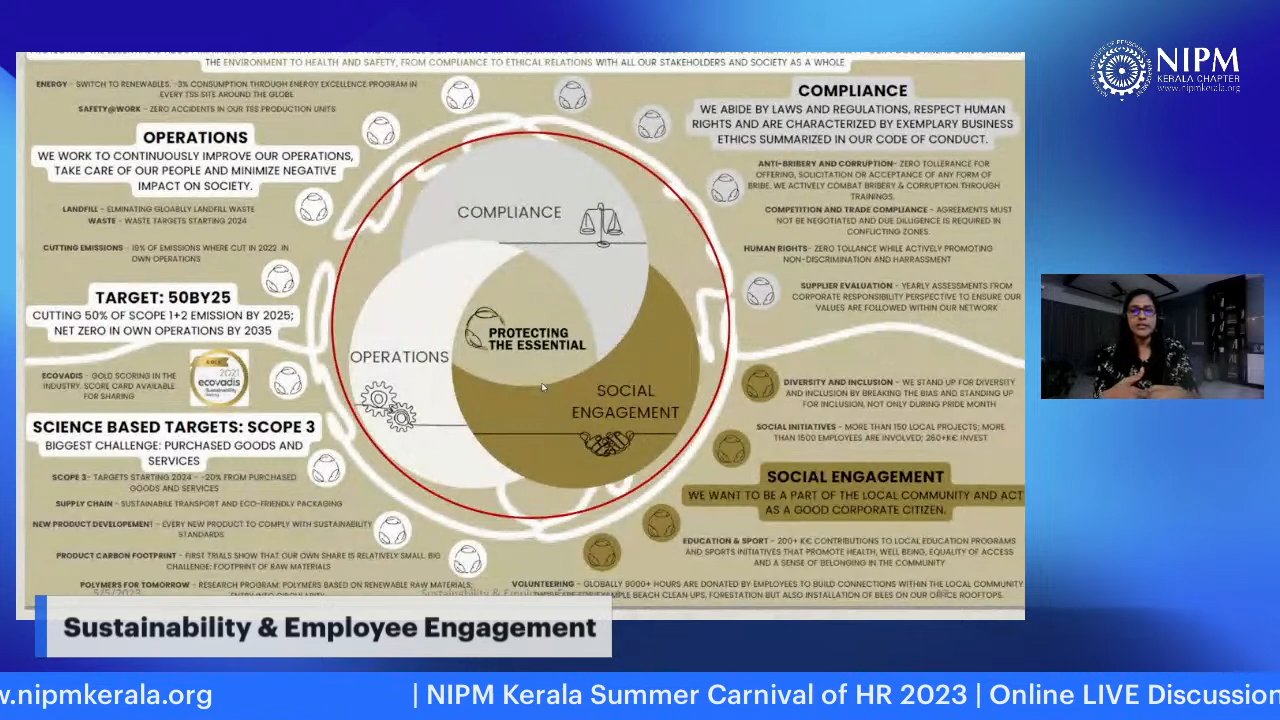 THE ENVIRONMENT TO HEALTH AND SAFETY, FROM COMPLIANCE TO ETHICAL RELATIONS WITH ALL OUR STAKEHOLDERS AND SOCIETY AS A WHOLE
ENERGY - SWITCH TO RENEWABLES, -3% CONSUMPTION THROUGH ENERGY EXCELLENCE PROGRAM IN
EVERY TSS SITE AROUND THE GLOBE
SAFETY@WORK - ZERO ACCIDENTS IN OUR TSS PRODUCTION UNITS
OPERATIONS
WE WORK TO CONTINUOUSLY IMPROVE OUR OPERATIONS,
TAKE CARE OF OUR PEOPLE AND MINIMIZE NEGATIVE
IMPACT ON SOCIETY.
LANDFILL - ELMINATING GLOABLLY LANDFILL WASTE
WASTE - WASTE TARGETS STARTING 2024
CUTTING EMISSIONS - 19% OF EMISSIONS WHERE CUT IN 2022 IN
OWN OPERATIONS
TARGET: 50BY25
CUTTING 50% OF SCOPE 1+2 EMISSION BY 2025;
NET ZERO IN OWN OPERATIONS BY 2035
ECOVADIS - GOLD SCORING IN THE
INDUSTRY. SCORE CARD AVAILABLE
FOR SHARING
2021
ecovadis
Sustainability
Rating
SCIENCE BASED TARGETS: SCOPE 3
BIGGEST CHALLENGE: PURCHASED GOODS AND
SERVICES
SCOPE 3- TARGETS STARTING 2024 - -20% FROM PURCHASED
GOODS AND SERVICES
SUPPLY CHAIN - SUSTAINABLE TRANSPORT AND ECO-FRIENDLY PACKAGING
NEW PRODUCT DEVELOPEMENT - EVERY NEW PRODUCT TO COMPLY WITH SUSTAINABILITY
STANDARDS
PRODUCT CARBON FOOTPRINT - FIRST TRIALS SHOW THAT OUR OWN SHARE IS RELATIVELY SMALL. BIG
CHALLENGE: FOOTPRINT OF RAW MATERIALS
POLYMERS FOR TOMORROW - RESEARCH PROGRAM: POLYMERS BASED ON RENEWABLE RAW MATERIALS;
5/5/2023
COMPLIANCE
OPERATIONS
PROTECTING
THE ESSENTIAL
SOCIAL
ENGAGEMENT
COMPLIANCE
WE ABIDE BY LAWS AND REGULATIONS, RESPECT HUMAN
RIGHTS AND ARE CHARACTERIZED BY EXEMPLARY BUSINESS
ETHICS SUMMARIZED IN OUR CODE OF CONDUCT.
ANTI-BRIBERY AND CORRUPTION- ZERO TOLLERANCE FOR
OFFERING, SOLICITATION OR ACCEPTANCE OF ANY FORM OF
BRIBE. WE ACTIVELY COMBAT BRIBERY & CORRUPTION THROUGH
TRAININGS.
COMPETITION AND TRADE COMPLIANCE - AGREEMENTS MUST
NOT BE NEGOTIATED AND DUE DILLIGENCE IS REQUIRED IN
CONFLICTING ZONES.
HUMAN RIGHTS- ZERO TOLLANCE WHILE ACTIVELY PROMOTING
NON-DISCRIMINATION AND HARRASSMENT
SUPPLIER EVALUATION - YEARLY ASSESSMENTS FROM
CORPORATE RESPONSIBILITY PERSPECTIVE TO ENSURE OUR
VALUES ARE FOLLOWED WITHIN OUR NETWORK
DIVERSITY AND INCLUSION - WE STAND UP FOR DIVERSITY
AND INCLUSION BY BREAKING THE BIAS AND STANDING UP
FOR INCLUSION, NOT ONLY DURING PRIDE MONTH
SOCIAL INITIATIVES - MORE THAN 150 LOCAL PROJECTS; MORE
THAN 1500 EMPLOYEES ARE INVOLVED; 260+K€ INVEST
SOCIAL ENGAGEMENT
WE WANT TO BE A PART OF THE LOCAL COMMUNITY AND ACT
AS A GOOD CORPORATE CITIZEN.
EDUCATION & SPORT - 200+ K€ CONTRIBUTIONS TO LOCAL EDUCATION PROGRAMS
AND SPORTS INITIATIVES THAT PROMOTE HEALTH, WELL BEING, EQUALITY OF ACCESS
AND A SENSE OF BELONGING IN THE COMMUNITY
VOLUNTEERING - GLOBALLY 9000+ HOURS ARE DONATED BY EMPLOYEES TO BUILD CONNECTIONS WITHIN THE LOCAL COMMUNITY.
EXAMPLE BEACH CLEAN UPS, FORESTATION BUT ALSO INSTALLATION OF BEES ON OUR OFFICE ROOFTOPS.
NIPM
KERALA CHAPTER
www.nipmkerala.org
Sustainability & Employee Engagement
w.nipmkerala.org | NIPM Kerala Summer Carnival of HR 2023 | Online LIVE Discussion